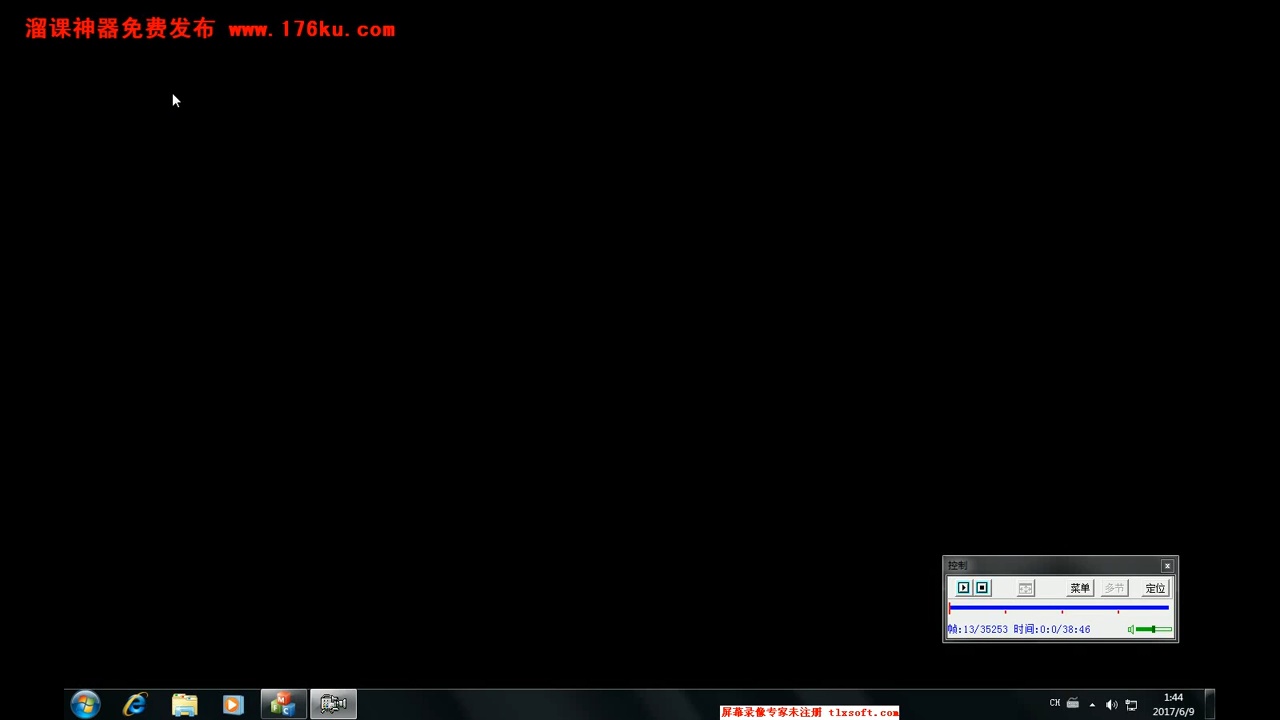 溜课神器免费发布 www.176ku.com
控制
菜单 多节 定位
帧:13/35253 时间:0:0/38:46
CH
1:44
2017/6/9
屏幕录像专家未注册 tlxsoft.com